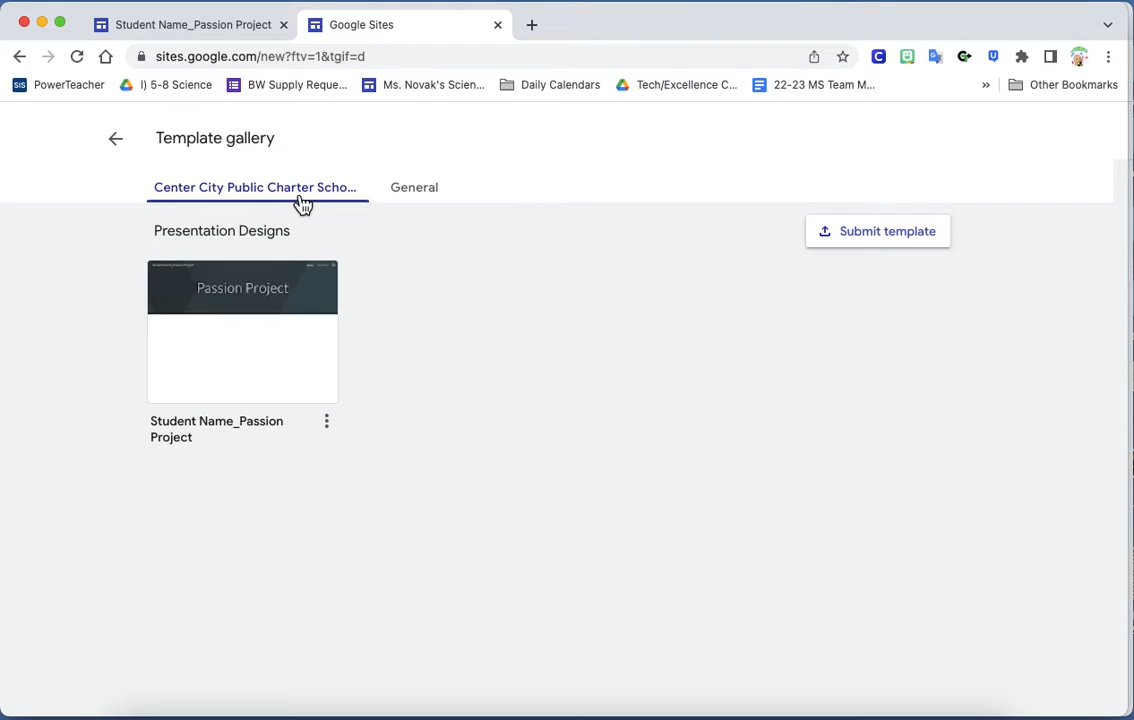 Student Name_Passion Project
Google Sites
sites.google.com/new?ftv=1&tgif=d
SIS PowerTeacher I) 5-8 Science BW Supply Reque... Ms. Novak's Scien... Daily Calendars Tech/Excellence C... 22-23 MS Team M... » Other Bookmarks
Template gallery
Center City Public Charter Scho... General
Presentation Designs
Submit template
Passion Project
Student Name_Passion
Project